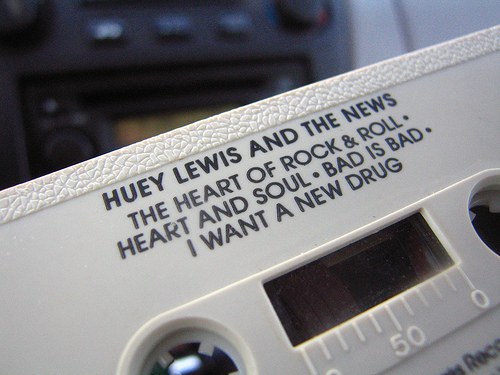 HUEY LEWIS AND THE NEWS
THE HEART OF ROCK & ROLL •
HEART AND SOUL • BAD IS BAD •
I WANT A NEW DRUG
50
0